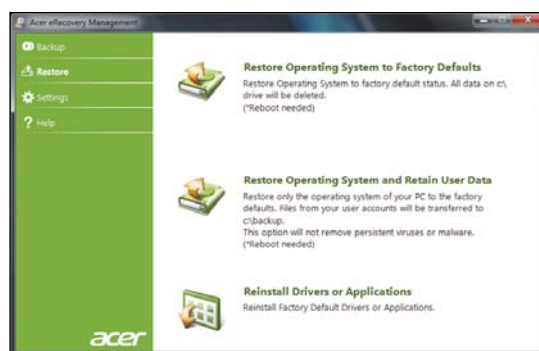 Acer eRecovery Management
Backup
Restore
Settings
Help
Restore Operating System to Factory Defaults
Restore Operating System to factory default status. All data on c:\
drive will be deleted.
(*Reboot needed)
Restore Operating System and Retain User Data
Restore only the operating system of your PC to the factory
defaults. Files from your user accounts will be transferred to
c:\backup.
This option will not remove persistent viruses or malware.
(*Reboot needed)
Reinstall Drivers or Applications
Reinstall Factory Default Drivers or Applications.
acer